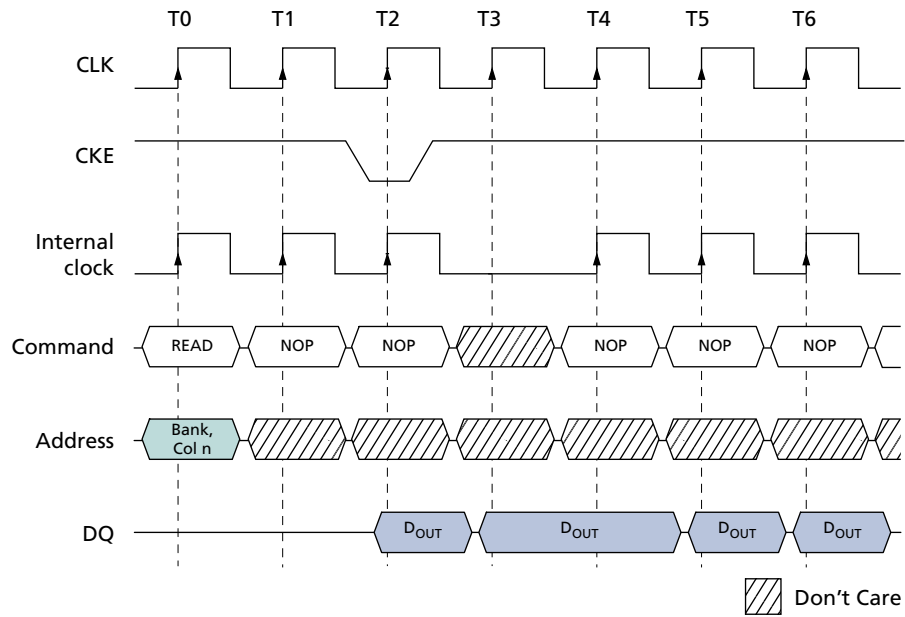 T0 T1 T2 T3 T4 T5 T6
CLK
CKE
Internal
clock
Command READ NOP NOP NOP NOP NOP
Address Bank,
Col n
DQ DOUT DOUT DOUT DOUT
Don't Care